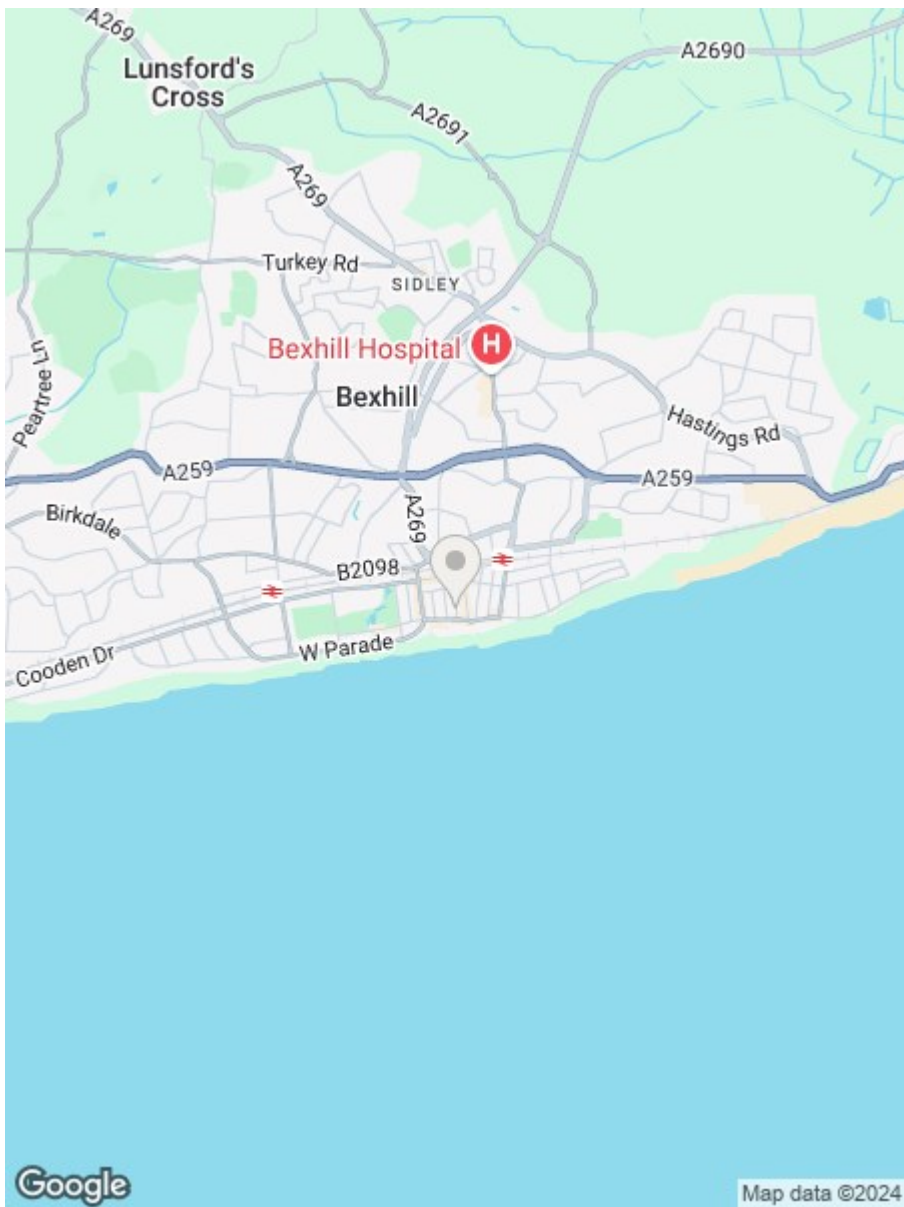 A269
A2690
Lunsford's
Cross
A2691
A269
Turkey Rd
SIDLEY
H
Bexhill Hospital
Peartree Ln
Bexhill
Hastings Rd
A259
A259
Birkdale
A269
B2098
W Parade
Cooden Dr
Google
Map data ©2024